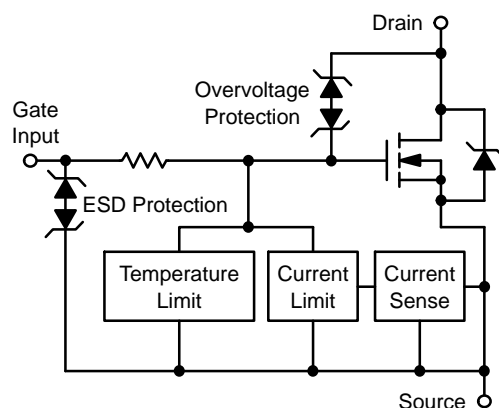 Drain
Overvoltage
Protection
Gate
Input
ESD Protection
Temperature
Limit
Current
Limit
Current
Sense
Source